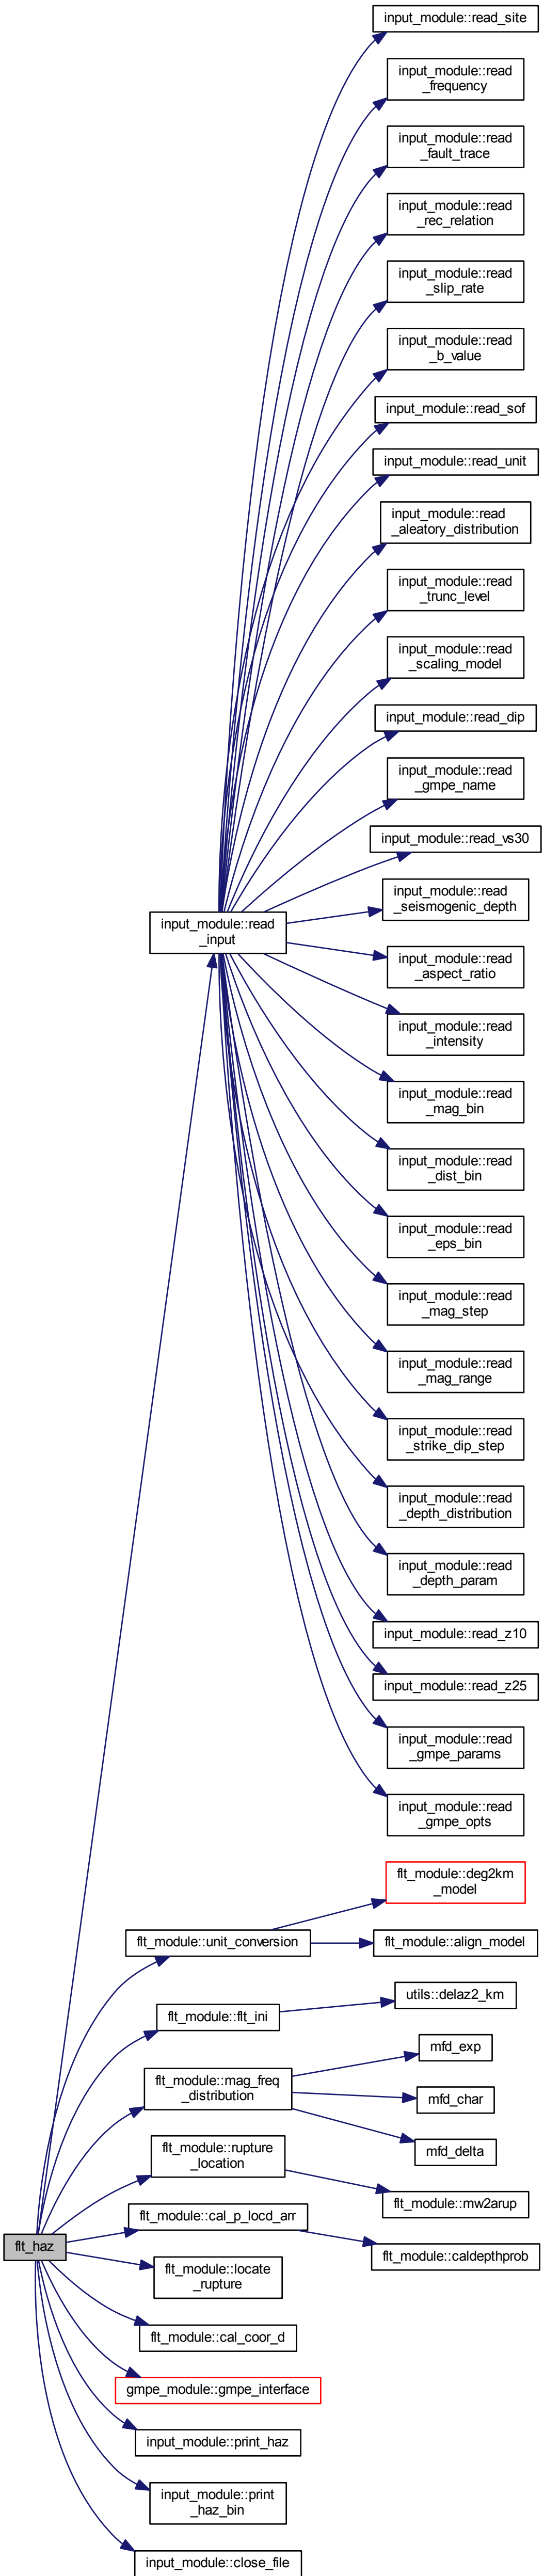 input_module::read_site
input_module::read
_frequency
input_module::read
_fault_trace
input_module::read
_rec_relation
input_module::read
_slip_rate
input_module::read
_b_value
input_module::read_sof
input_module::read_unit
input_module::read
_aleatory_distribution
input_module::read
_trunc_level
input_module::read
_scaling_model
input_module::read_dip
input_module::read
_gmpe_name
input_module::read_vs30
input_module::read
_seismogenic_depth
input_module::read
_input
input_module::read
_aspect_ratio
input_module::read
_intensity
input_module::read
_mag_bin
input_module::read
_dist_bin
input_module::read
_eps_bin
input_module::read
_mag_step
input_module::read
_mag_range
input_module::read
_strike_dip_step
input_module::read
_depth_distribution
input_module::read
_depth_param
input_module::read_z10
input_module::read_z25
input_module::read
_gmpe_params
input_module::read
_gmpe_opts
flt_module::deg2km
_model
flt_module::unit_conversion
flt_module::align_model
utils::delaz2_km
flt_module::flt_ini
mfd_exp
flt_module::mag_freq
_distribution
mfd_char
mfd_delta
flt_module::rupture
_location
flt_module::mw2arup
flt_module::cal_p_locd_arr
flt_haz
flt_module::caldepthprob
flt_module::locate
_rupture
flt_module::cal_coor_d
gmpe_module::gmpe_interface
input_module::print_haz
input_module::print
_haz_bin
input_module::close_file